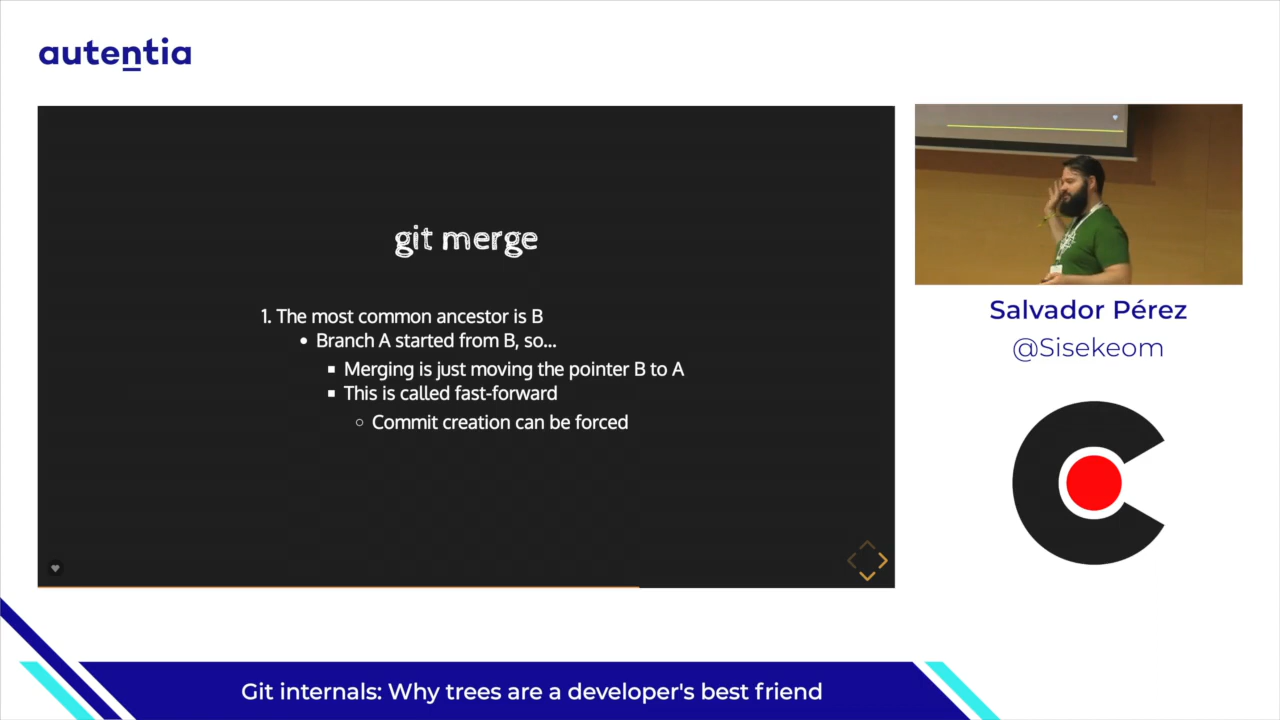 autentia
git merge
1. The most common ancestor is B
• Branch A started from B, so...
▪ Merging is just moving the pointer B to A
▪ This is called fast-forward
○ Commit creation can be forced
Salvador Pérez
@Sisekeom
Git internals: Why trees are a developer's best friend